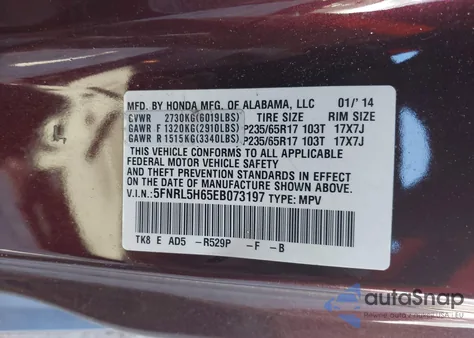 MFD. BY HONDA MFG. OF ALABAMA, LLC 01/'14
GVWR 2730KG(6019LBS) TIRE SIZE RIM SIZE
GAWR F 1320KG(2910LBS) P235/65R17 103T 17X7J
GAWR R 1515KG(3340LBS) P235/65R17 103T 17X7J
THIS VEHICLE CONFORMS TO ALL APPLICABLE
FEDERAL MOTOR VEHICLE SAFETY, BUMPER,
AND THEFT PREVENTION STANDARDS IN EFFECT
ON THE DATE OF MANUFACTURE SHOWN ABOVE.
V.I.N.:5FNRL5H65EB073197 TYPE: MPV
TK8 E AD5 -R529P -F -B
autoSnap